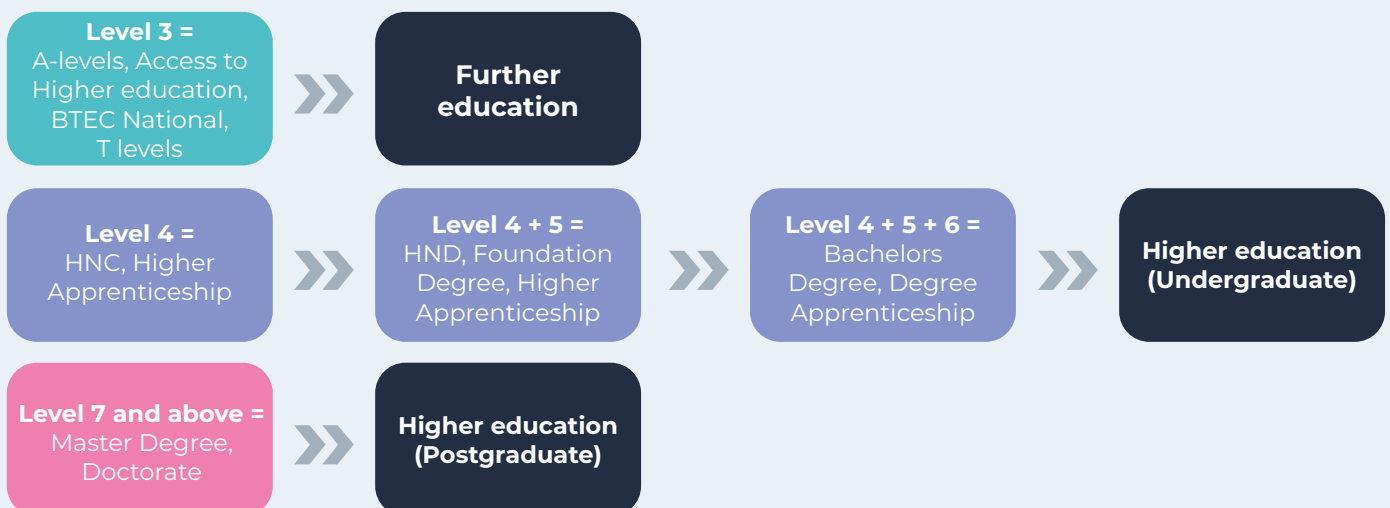 Level 3 =
A-levels, Access to
Higher education,
BTEC National,
T levels
Further
education
Level 4 =
HNC, Higher
Apprenticeship
Level 4 + 5 =
HND, Foundation
Degree, Higher
Apprenticeship
Level 4 + 5 + 6 =
Bachelors
Degree, Degree
Apprenticeship
Higher education
(Undergraduate)
Level 7 and above =
Master Degree,
Doctorate
Higher education
(Postgraduate)